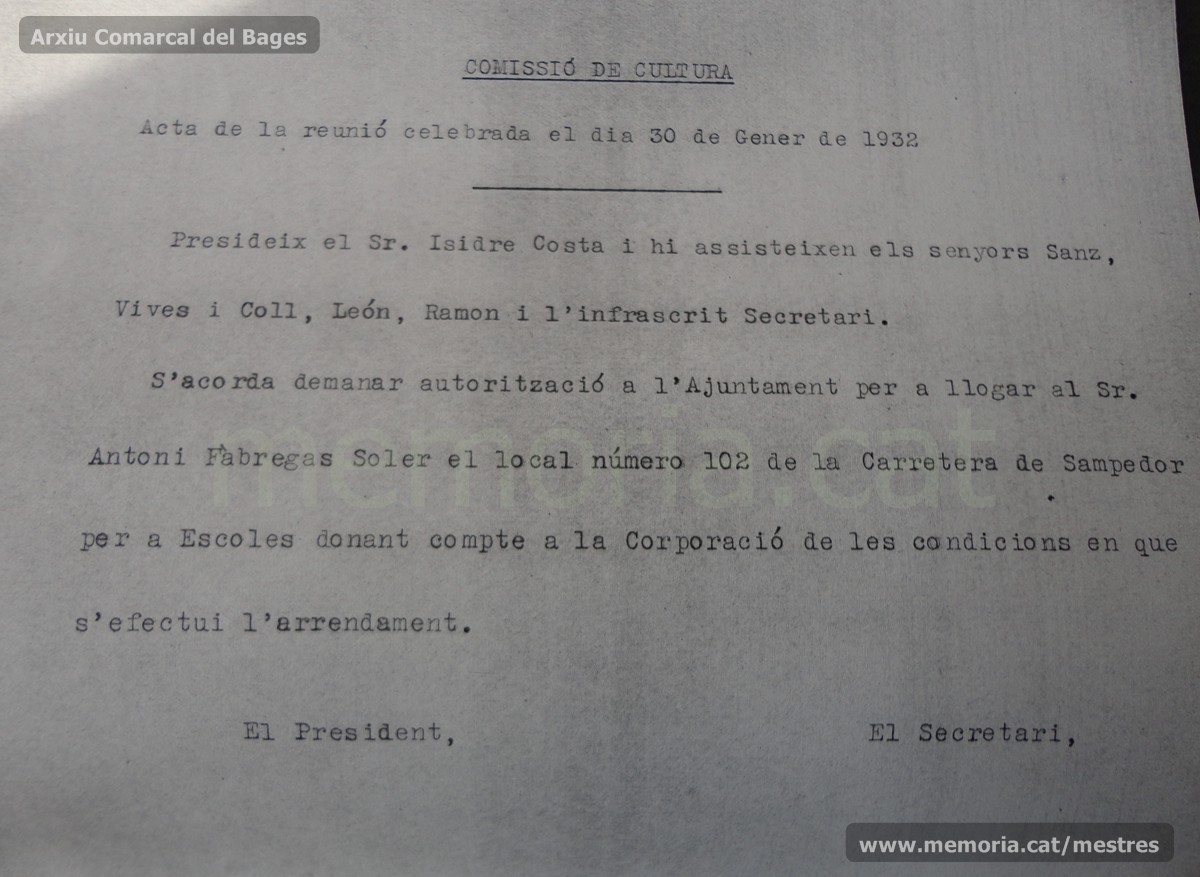 Arxiu Comarcal del Bages
COMISSIÓ DE CULTURA
Acta de la reunió celebrada el dia 30 de Gener de 1932
Presideix el Sr. Isidre Costa i hi assisteixen els senyors Sanz,
Vives i Coll, León, Ramon i l'infrascrit Secretari.
S'acorda demanar autorització a l'Ajuntament per a llogar al Sr.
Antoni Fàbregas Soler el local número 102 de la Carretera de Sampedor
per a Escoles donant compte a la Corporació de les condicions en que
s'efectui l'arrendament.
El President,
El Secretari,
memoria.cat
www.memoria.cat/mestres